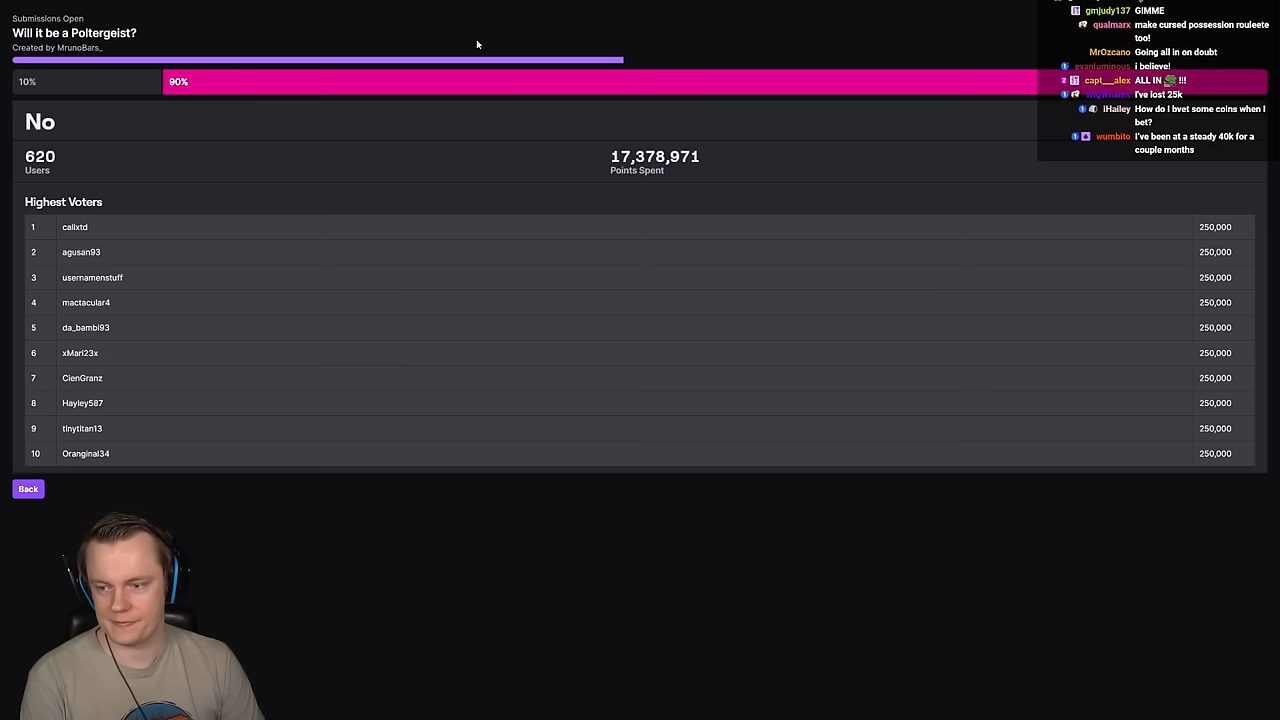 Submissions Open
Will it be a Poltergeist?
Created by MrunoBars_
10%
90%
No
620
Users
17,378,971
Points Spent
Highest Voters
1 calixtd 250,000
2 agusan93 250,000
3 usernamenstuff 250,000
4 mactacular4 250,000
5 da_bambi93 250,000
6 xMari23x 250,000
7 CienGranz 250,000
8 Hayley587 250,000
9 tinytitan13 250,000
10 Oranginal34 250,000
Back
gmjudy137 GIMME
qualmarx make cursed possession rouleete
too!
MrOzcano Going all in on doubt
evanluminous i believe!
capt__alex ALL IN !!!
I've lost 25k
iHailey How do I bvet some coins when I
bet?
wumbito I've been at a steady 40k for a
couple months